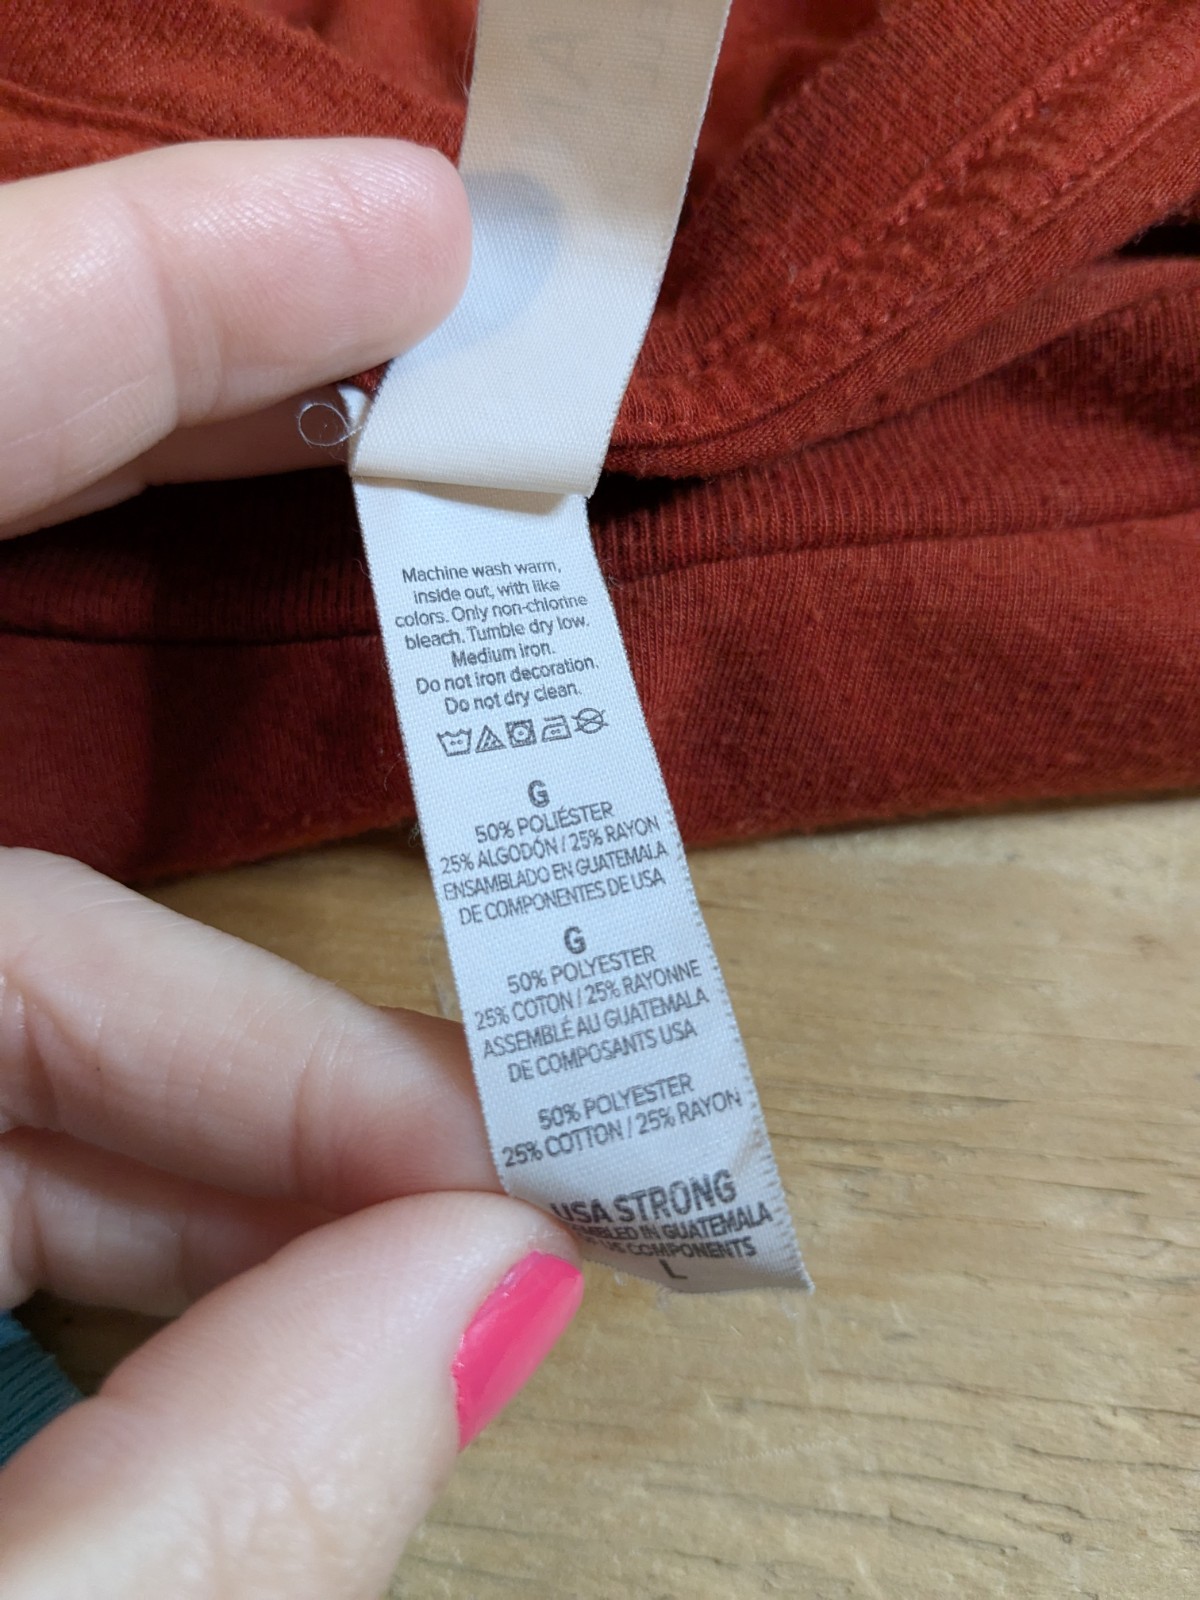 Machine wash warm,
inside out, with like
colors. Only non-chlorine
bleach. Tumble dry low.
Medium iron.
Do not iron decoration.
Do not dry clean.
G
50% POLIÉSTER
25% ALGODÓN / 25% RAYON
ENSAMBLADO EN GUATEMALA
DE COMPONENTES DE USA
G
50% POLYESTER
25% COTON / 25% RAYONNE
ASSEMBLÉ AU GUATEMALA
DE COMPOSANTS USA
50% POLYESTER
25% COTTON / 25% RAYON
USA STRONG
EMBLED IN GUATEMALA
US COMPONENTS
L